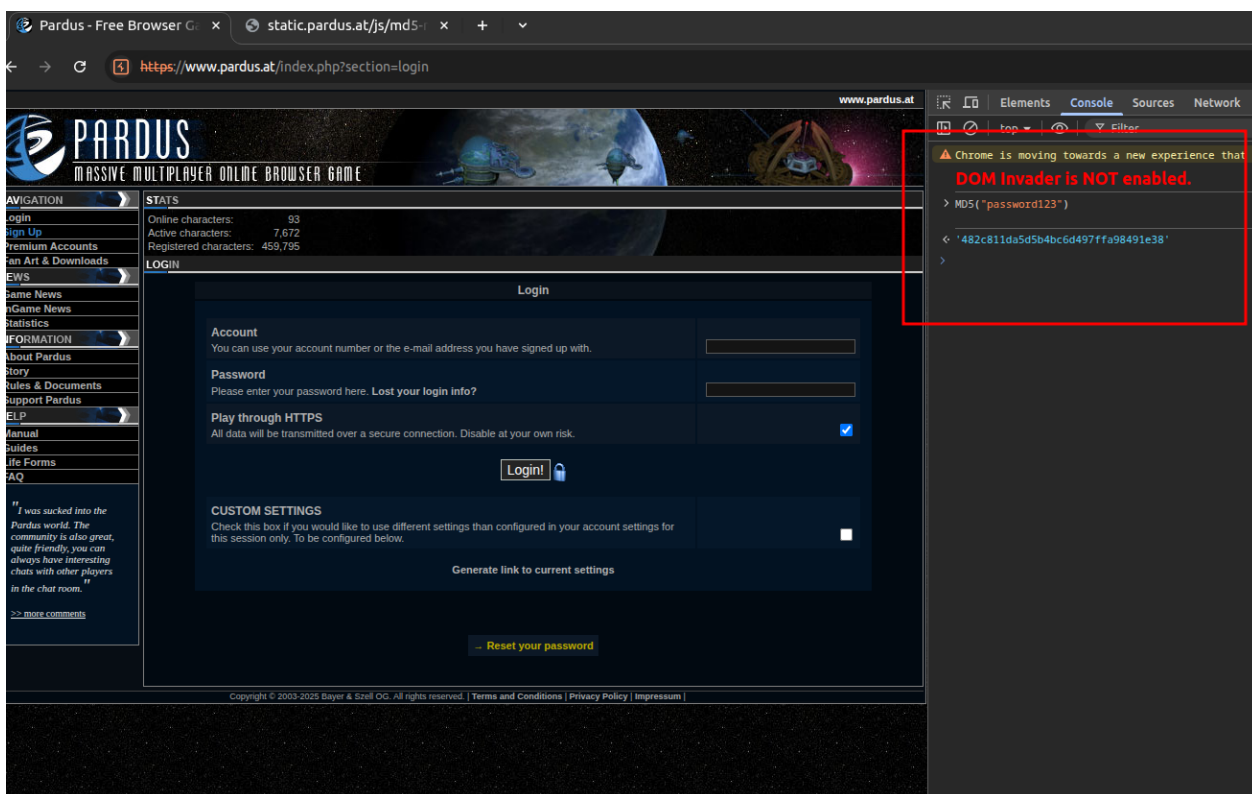 Pardus - Free Browser Ga
static.pardus.at/js/md5-
https://www.pardus.at/index.php?section=login
www.pardus.at
PARDUS
MASSIVE MULTIPLAYER ONLINE BROWSER GAME
AVIGATION
Login
Sign Up
Premium Accounts
Fan Art & Downloads
EWS
Game News
nGame News
Statistics
NFORMATION
About Pardus
Story
Rules & Documents
Support Pardus
ELP
Manual
Guides
Life Forms
FAQ
"I was sucked into the
Pardus world. The
community is also great,
quite friendly, you can
always have interesting
chats with other players
in the chat room."
>> more comments
STATS
Online characters: 93
Active characters: 7,672
Registered characters: 459,795
LOGIN
Login
Account
You can use your account number or the e-mail address you have signed up with.
Password
Please enter your password here. Lost your login info?
Play through HTTPS
All data will be transmitted over a secure connection. Disable at your own risk.
Login!
CUSTOM SETTINGS
Check this box if you would like to use different settings than configured in your account settings for
this session only. To be configured below.
Generate link to current settings
→ Reset your password
Copyright © 2003-2025 Bayer & Szell OG. All rights reserved. | Terms and Conditions | Privacy Policy | Impressum |
Elements Console Sources Network
top Filter
Chrome is moving towards a new experience that
DOM Invader is NOT enabled.
> MD5("password123")
'482c811da5d5b4bc6d497ffa98491e38'
>